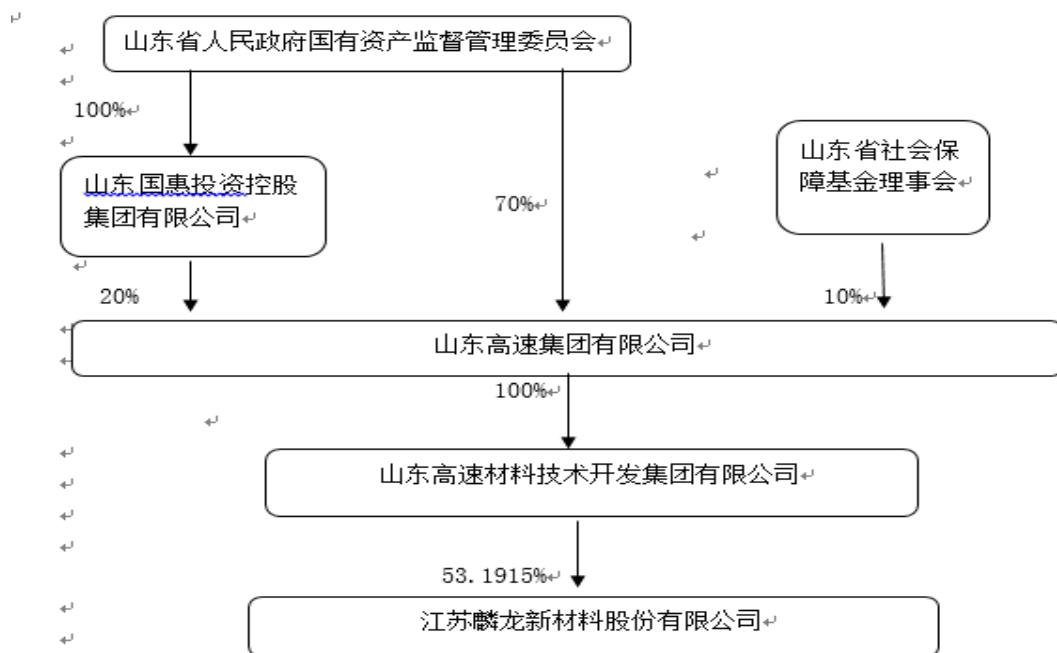 山东省人民政府国有资产监督管理委员会
100%
山东国惠投资控股
集团有限公司
70%
山东省社会保
障基金理事会
20%
10%
山东高速集团有限公司
100%
山东高速材料技术开发集团有限公司
53.1915%
江苏麟龙新材料股份有限公司